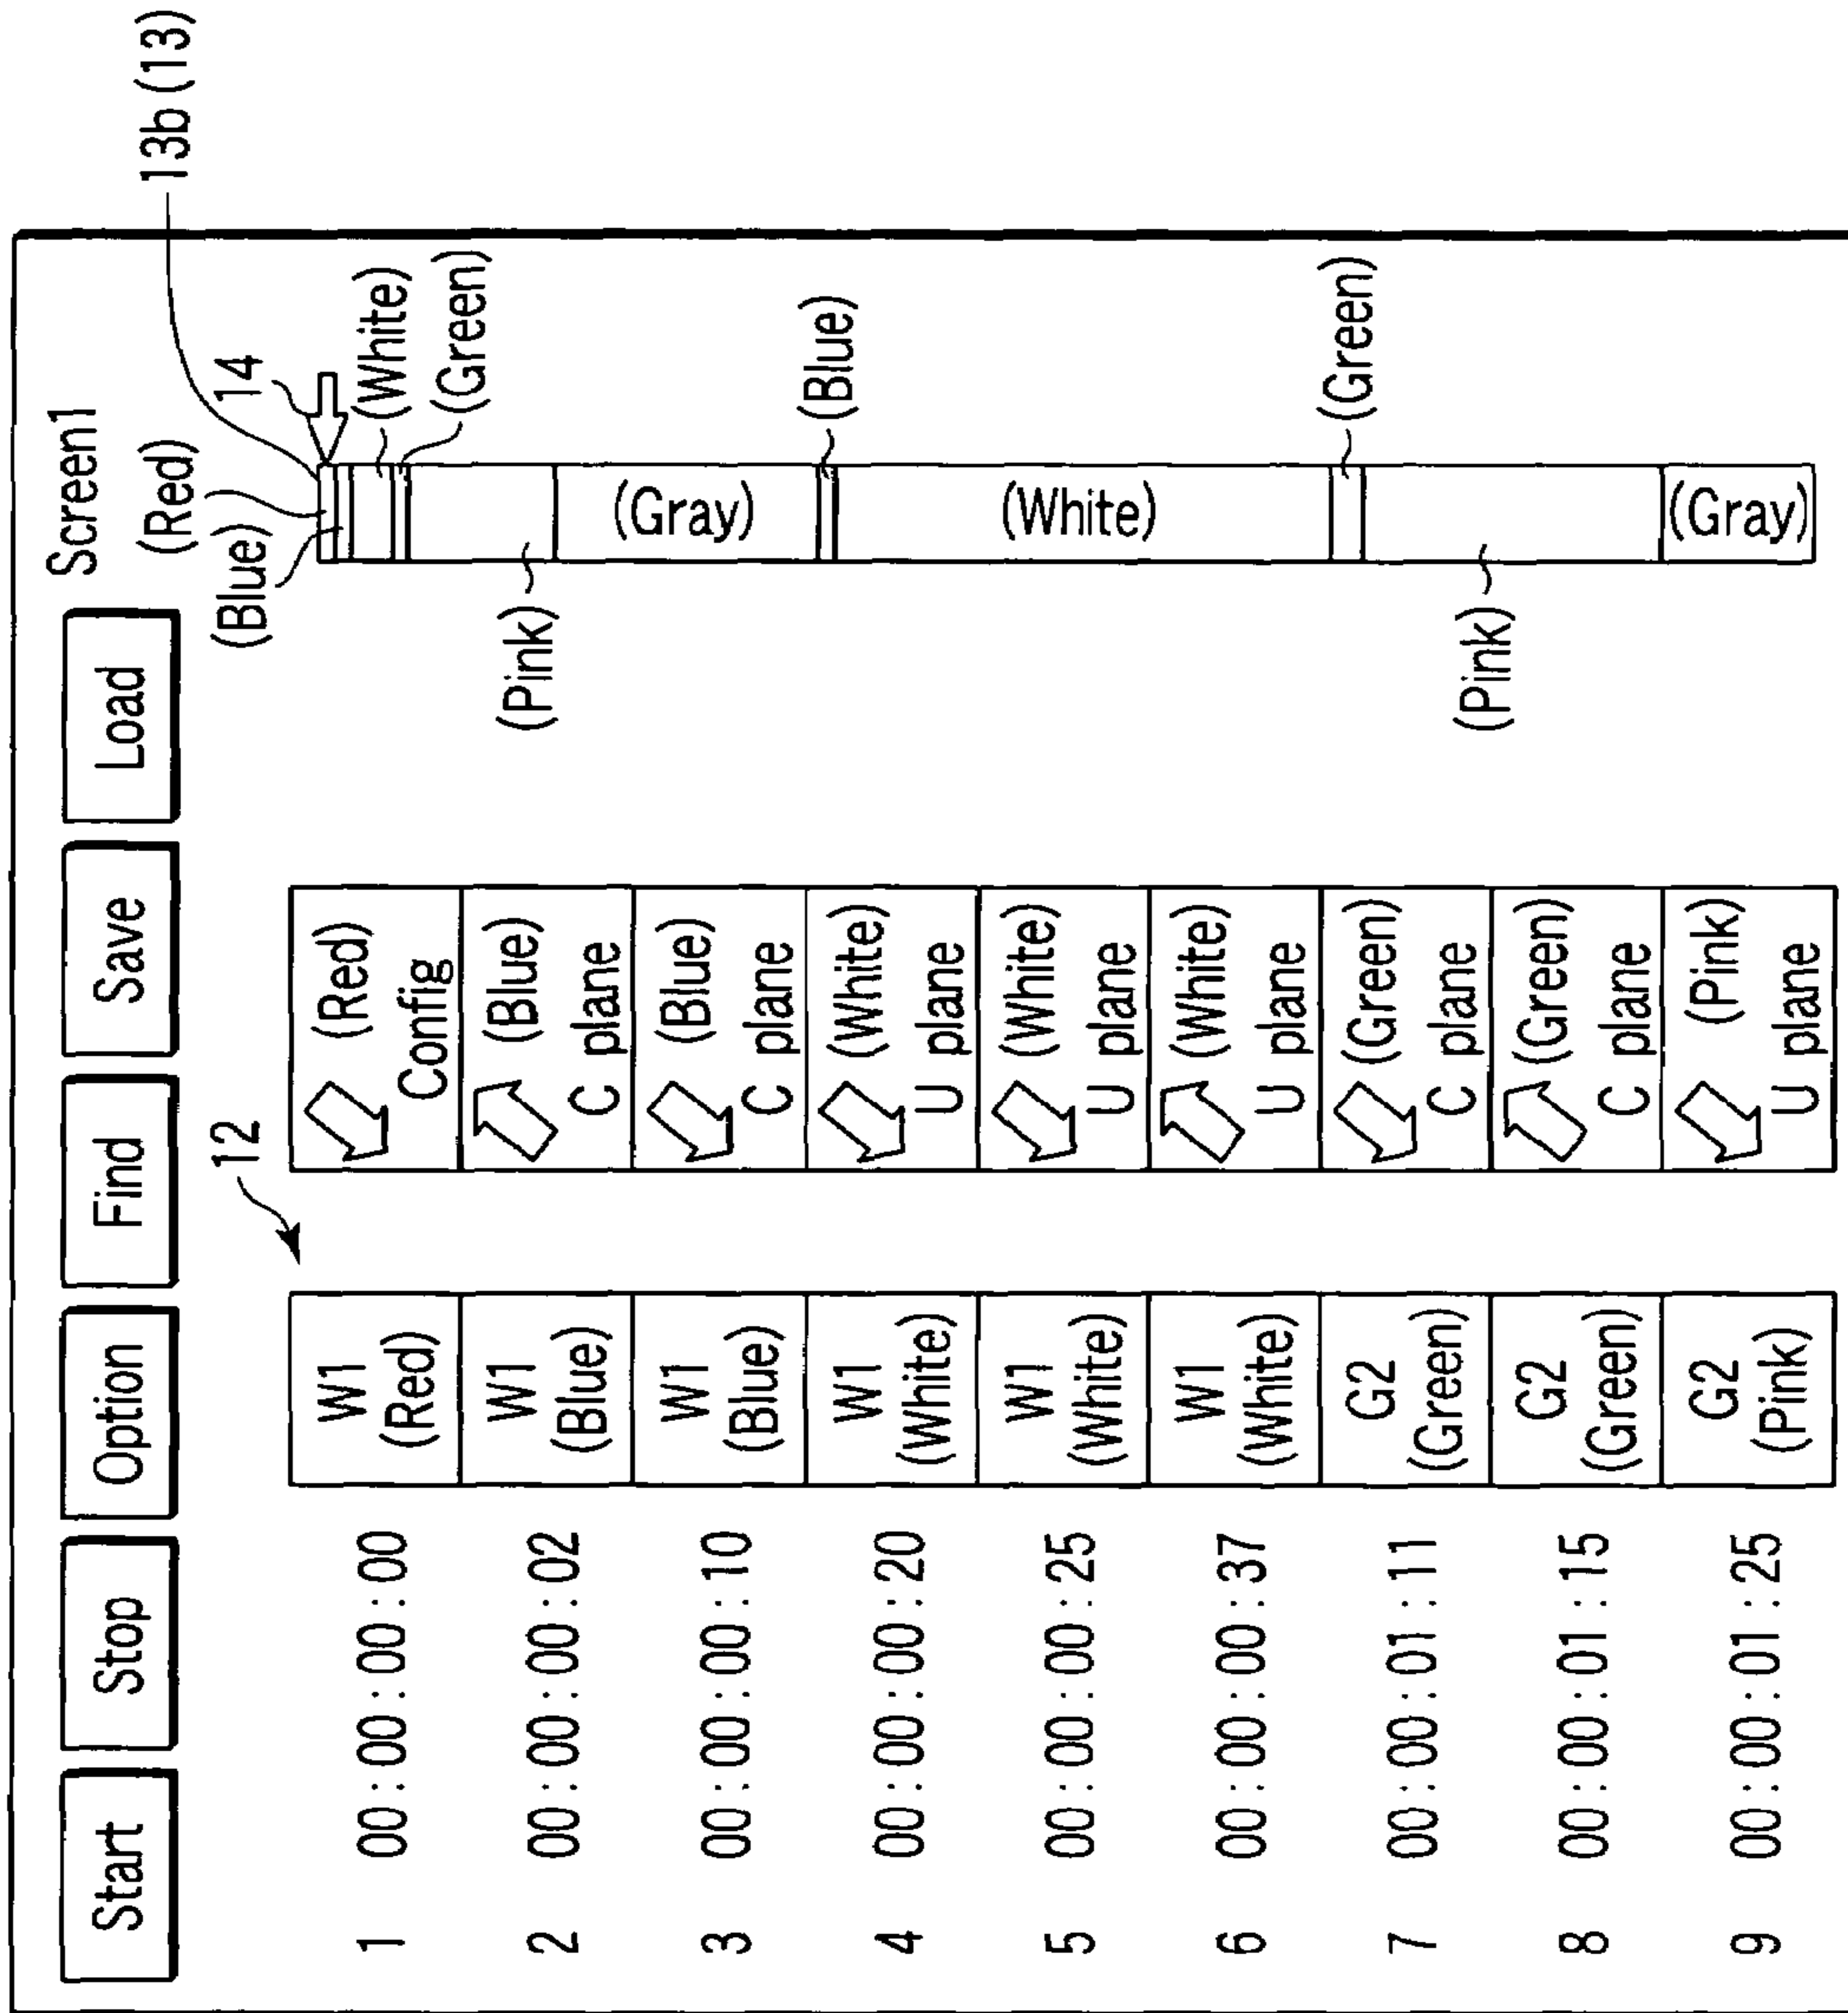 Screen1
13b (13)
Start
Stop
Option
Find
Save
Load
12
1 00:00:00:00 W1 (Red) (Red) Config
2 00:00:00:02 W1 (Blue) (Blue) C plane
3 00:00:00:10 W1 (Blue) (Blue) C plane
4 00:00:00:20 W1 (White) (White) U plane
5 00:00:00:25 W1 (White) (White) U plane
6 00:00:00:37 W1 (White) (White) U plane
7 00:00:01:11 G2 (Green) (Green) C plane
8 00:00:01:15 G2 (Green) (Green) C plane
9 00:00:01:25 G2 (Pink) (Pink) U plane
(Red)
(Blue)
14
(White)
(Green)
(Pink)
(Gray)
(Blue)
(White)
(Green)
(Pink)
(Gray)